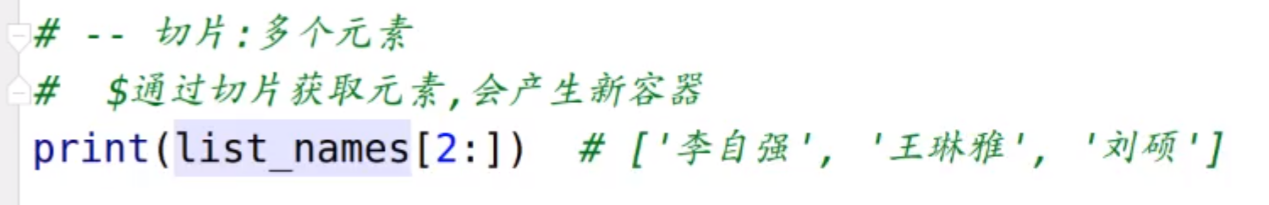 # -- 切片:多个元素
#  $通过切片获取元素,会产生新容器
print(list_names[2:])  # ['李自强', '王琳雅', '刘硕']